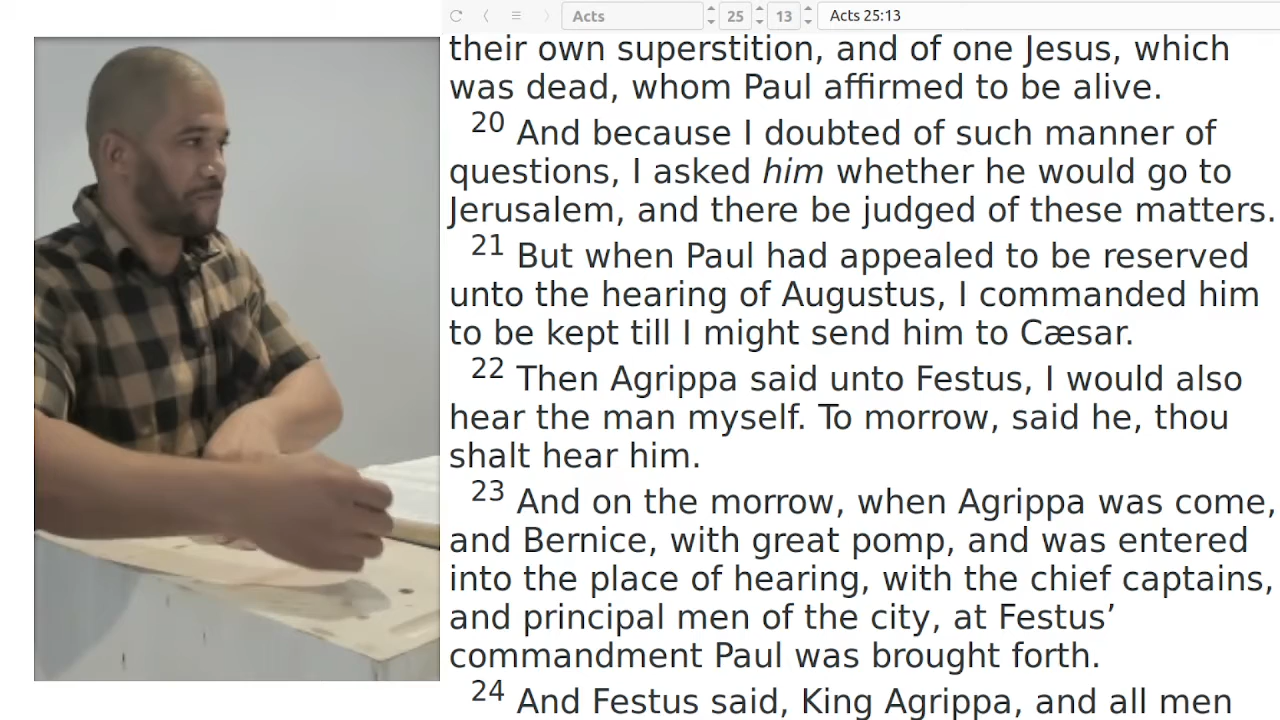 Acts 25 13 Acts 25:13
their own superstition, and of one Jesus, which
was dead, whom Paul affirmed to be alive.
20 And because I doubted of such manner of
questions, I asked him whether he would go to
Jerusalem, and there be judged of these matters.
21 But when Paul had appealed to be reserved
unto the hearing of Augustus, I commanded him
to be kept till I might send him to Cæsar.
22 Then Agrippa said unto Festus, I would also
hear the man myself. To morrow, said he, thou
shalt hear him.
23 And on the morrow, when Agrippa was come,
and Bernice, with great pomp, and was entered
into the place of hearing, with the chief captains,
and principal men of the city, at Festus’
commandment Paul was brought forth.
24 And Festus said, King Agrippa, and all men